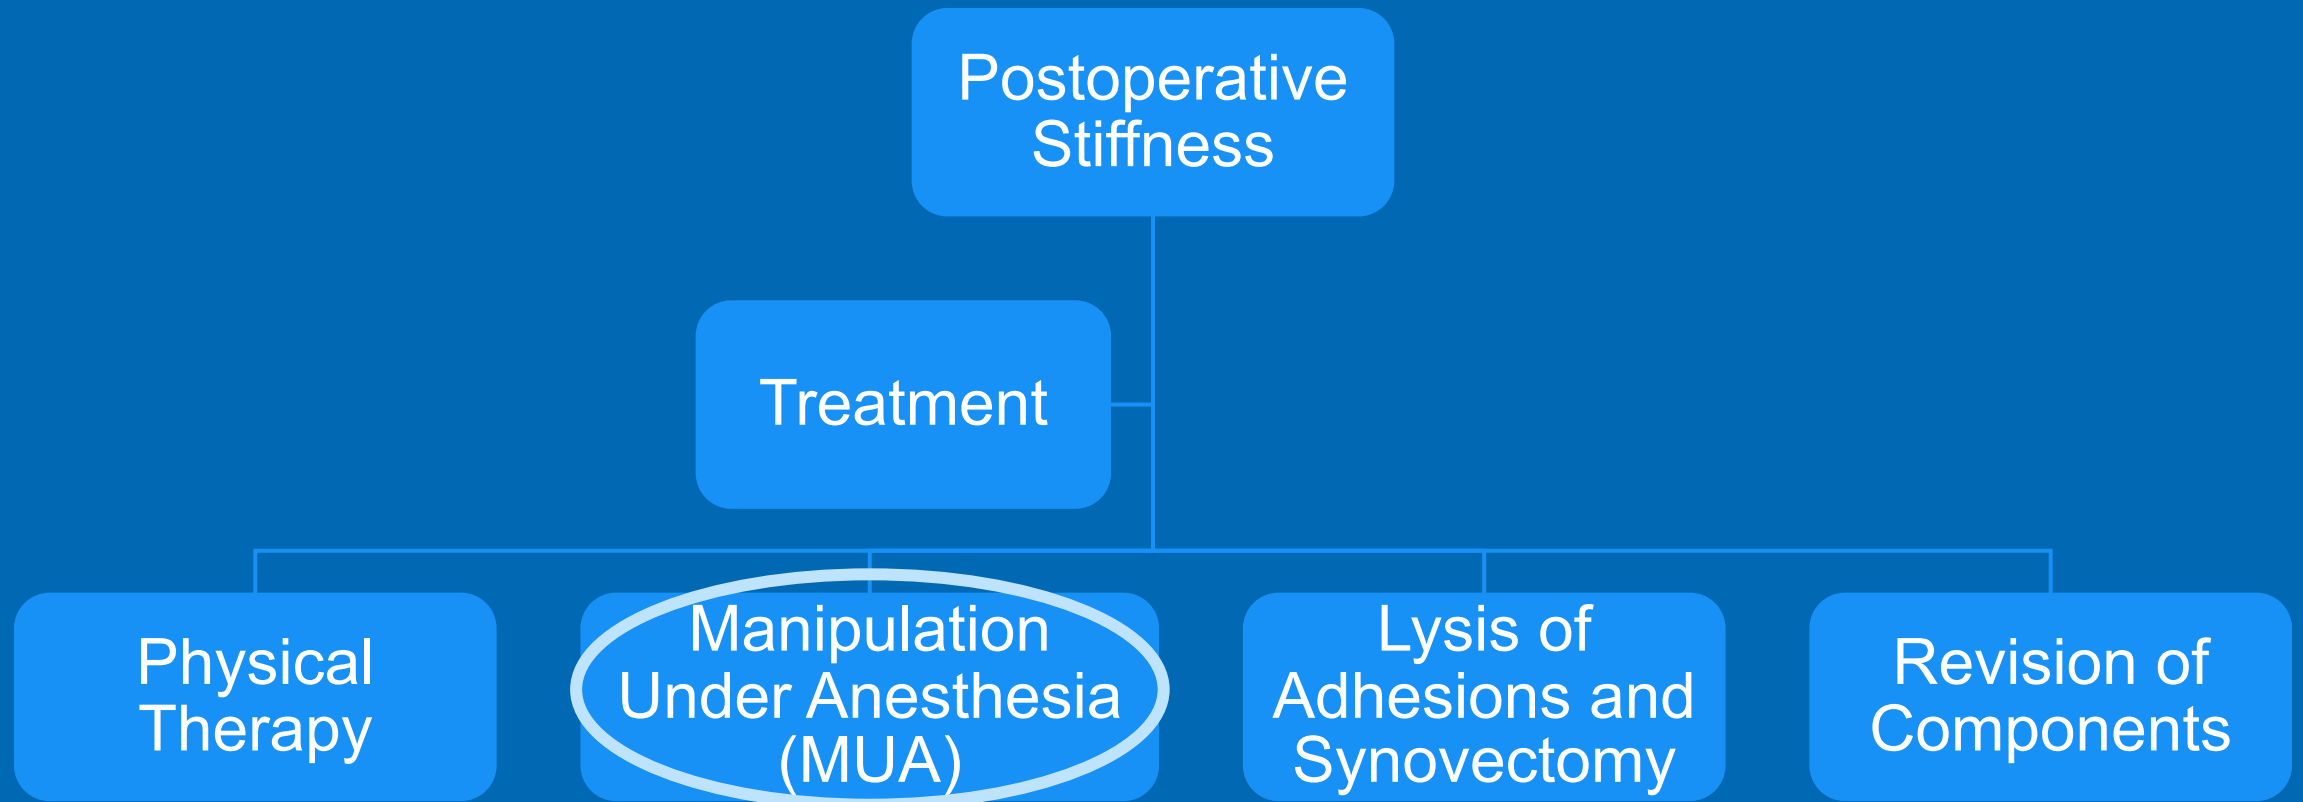 Postoperative
Stiffness
Treatment
Physical
Therapy
Manipulation
Under Anesthesia
(MUA)
Lysis of
Adhesions and
Synovectomy
Revision of
Components